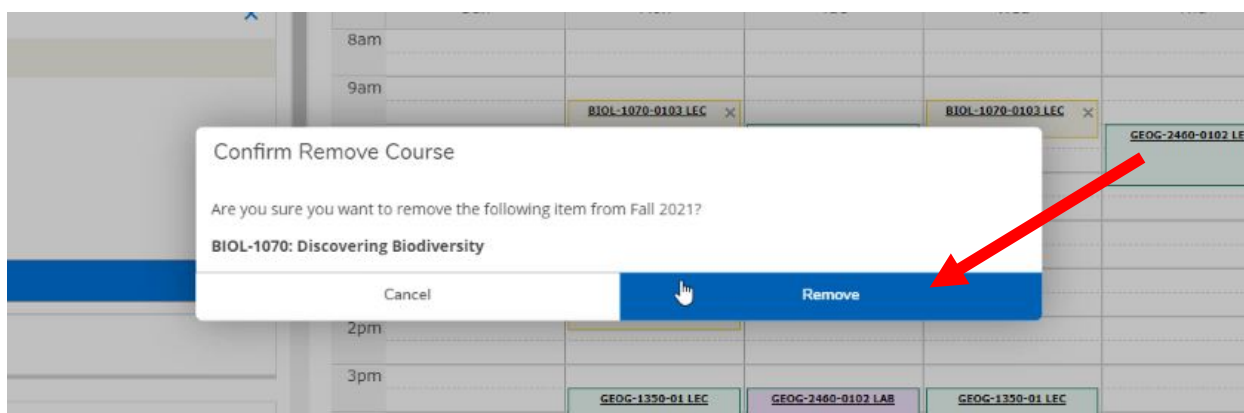 8am
9am
BIOL-1070-0103 LEC
BIOL-1070-0103 LEC
GEOG-2460-0102 LE
Confirm Remove Course
Are you sure you want to remove the following item from Fall 2021?
BIOL-1070: Discovering Biodiversity
Cancel
Remove
2pm
3pm
GEOG-1350-01 LEC
GEOG-2460-0102 LAB
GEOG-1350-01 LEC